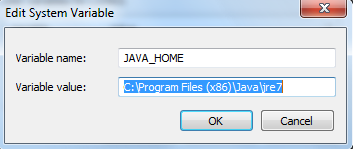 Edit System Variable
Variable name: JAVA_HOME
Variable value: C:\Program Files (x86)\Java\jre7
OK Cancel